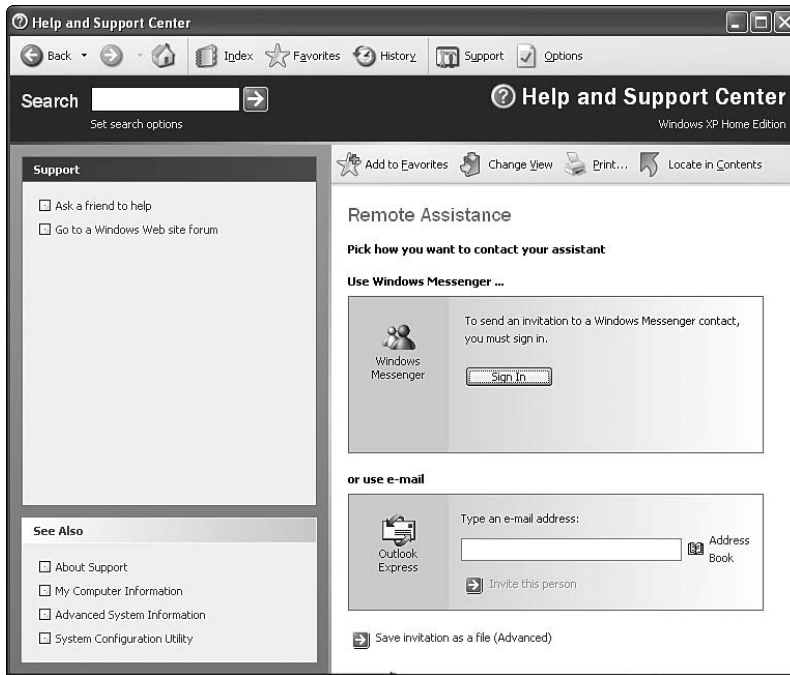 Help and Support Center
Back
Index
Favorites
History
Support
Options
Search
Set search options
Help and Support Center
Windows XP Home Edition
Support
Ask a friend to help
Go to a Windows Web site forum
See Also
About Support
My Computer Information
Advanced System Information
System Configuration Utility
Add to Favorites
Change View
Print...
Locate in Contents
Remote Assistance
Pick how you want to contact your assistant
Use Windows Messenger ...
Windows
Messenger
To send an invitation to a Windows Messenger contact,
you must sign in.
Sign In
or use e-mail
Outlook
Express
Type an e-mail address:
Address
Book
Invite this person
Save invitation as a file (Advanced)